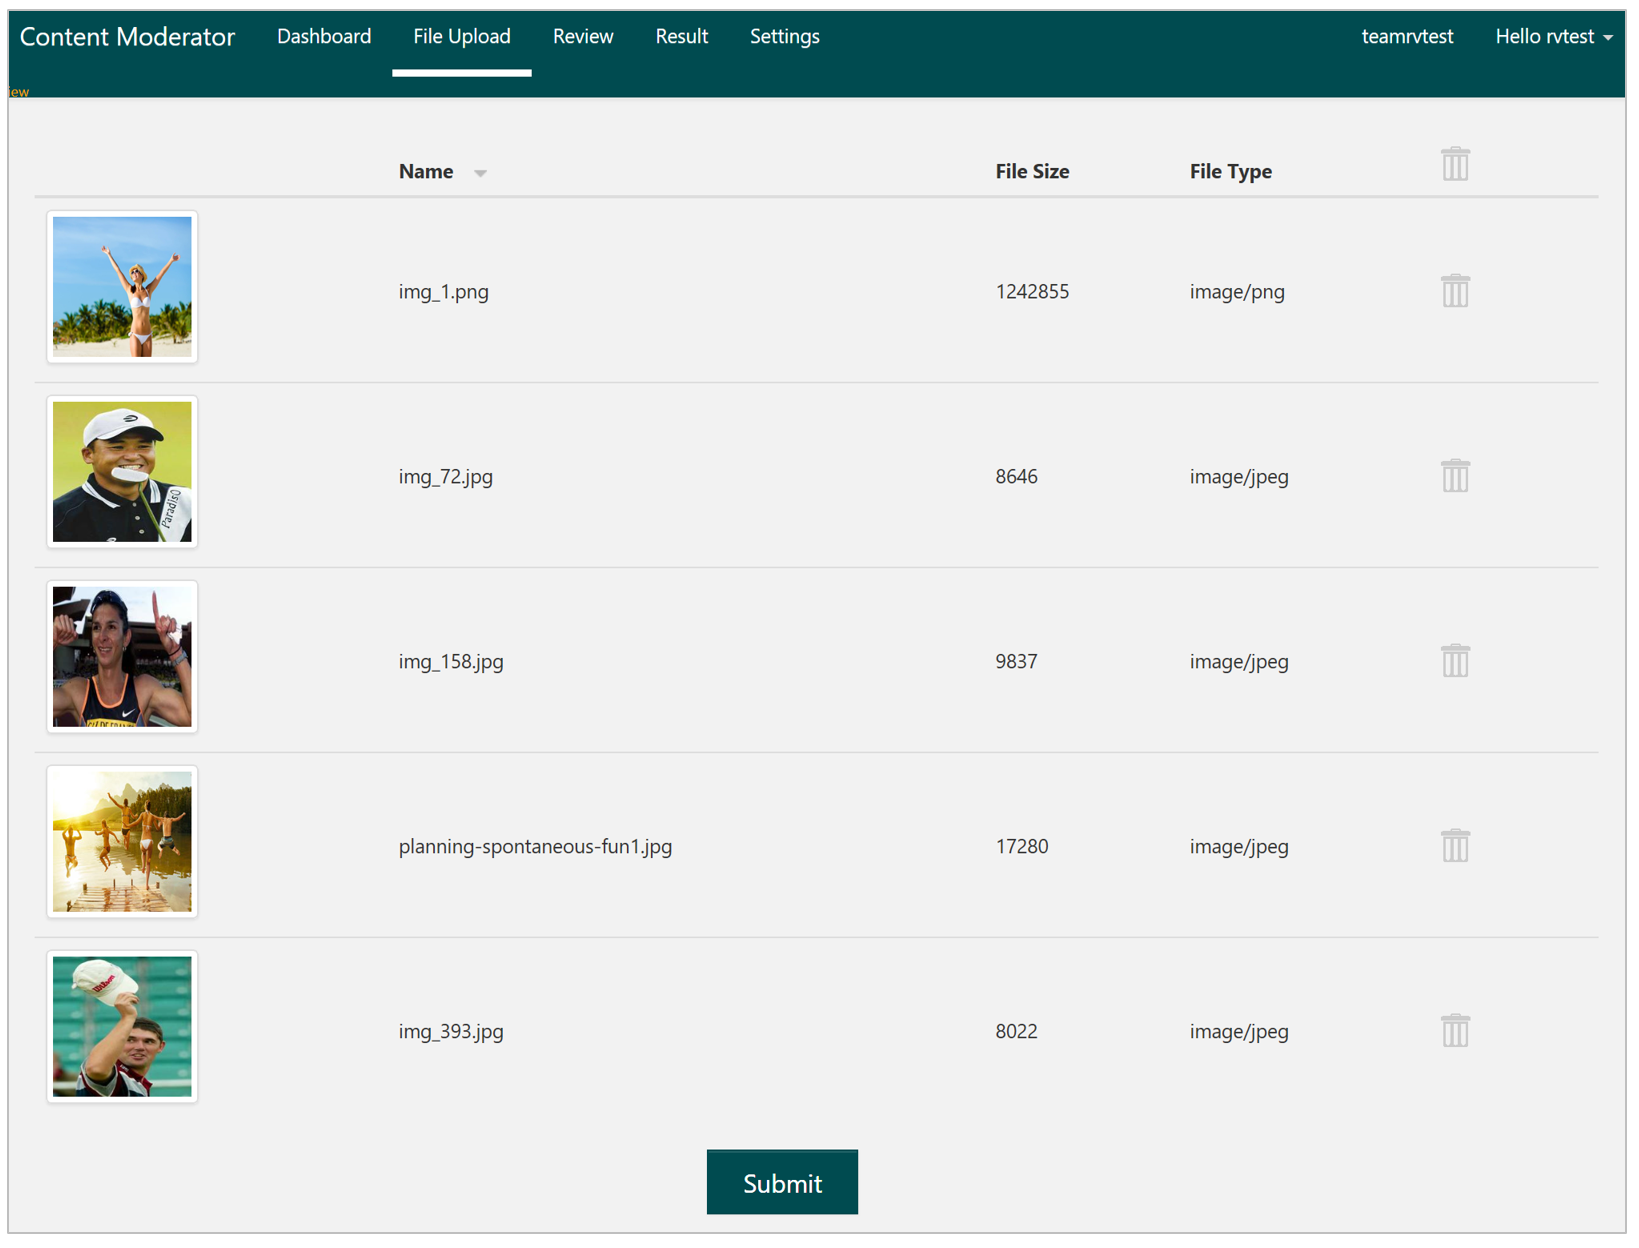 Content Moderator Dashboard File Upload Review Result Settings teamrvtest Hello rvtest
iew
Name File Size File Type
img_1.png 1242855 image/png
img_72.jpg 8646 image/jpeg
Paradiso
img_158.jpg 9837 image/jpeg
planning-spontaneous-fun1.jpg 17280 image/jpeg
Wilson
img_393.jpg 8022 image/jpeg
Submit